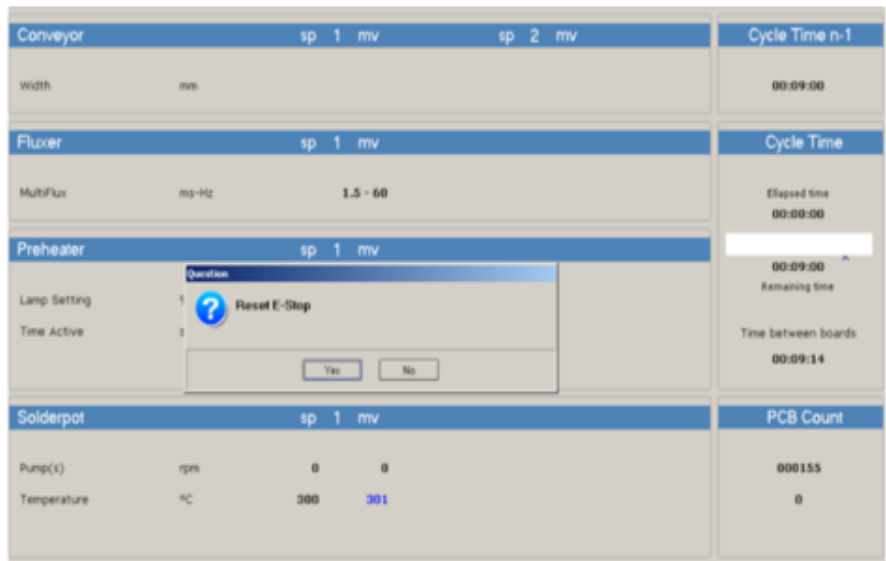 Conveyor sp 1 mv sp 2 mv
Width mm
Cycle Time n-1
00:09:00
Fluxer sp 1 mv
MultiFlux ms-Hz 1.5 - 60
Cycle Time
Ellapsed time
00:00:00
00:09:00
Remaining time
Time between boards
00:09:14
Preheater sp 1 mv
Lamp Setting
Time Active
Question
Reset E-Stop
Yes No
Solderpot sp 1 mv
Pump(s) rpm 0 0
Temperature °C 300 301
PCB Count
000155
0